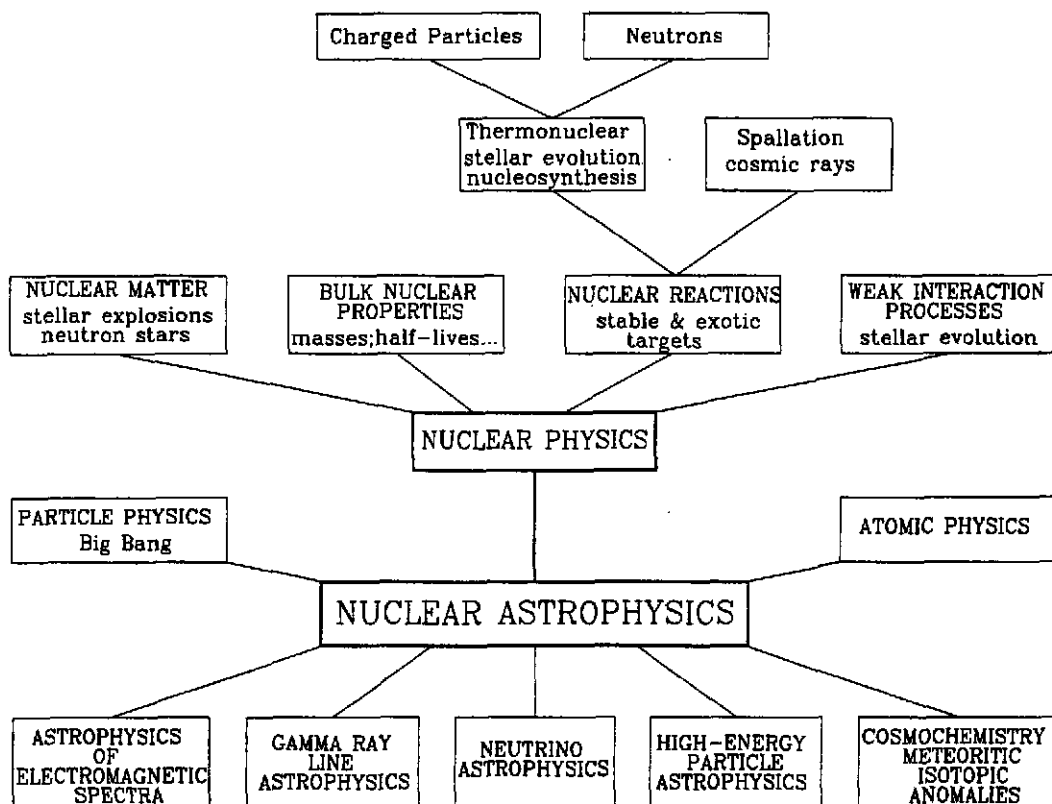 Charged Particles
Neutrons
Thermonuclear
stellar evolution
nucleosynthesis
Spallation
cosmic rays
NUCLEAR MATTER
stellar explosions
neutron stars
BULK NUCLEAR
PROPERTIES
masses;half-lives...
NUCLEAR REACTIONS
stable & exotic
targets
WEAK INTERACTION
PROCESSES
stellar evolution
NUCLEAR PHYSICS
PARTICLE PHYSICS
Big Bang
ATOMIC PHYSICS
NUCLEAR ASTROPHYSICS
ASTROPHYSICS
OF
ELECTROMAGNETIC
SPECTRA
GAMMA RAY
LINE
ASTROPHYSICS
NEUTRINO
ASTROPHYSICS
HIGH-ENERGY
PARTICLE
ASTROPHYSICS
COSMOCHEMISTRY
METEORITIC
ISOTOPIC
ANOMALIES